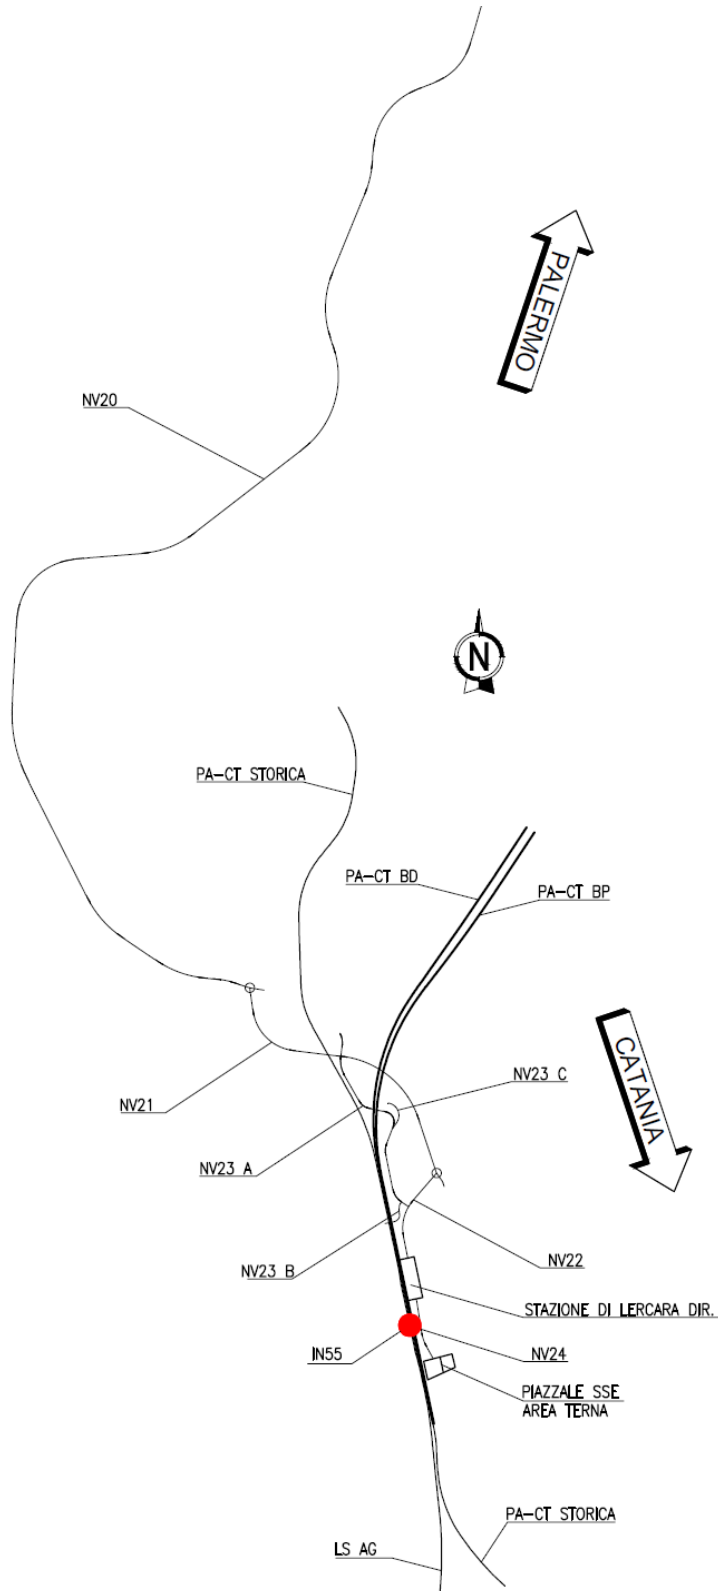 PALERMO
NV20
N
PA-CT STORICA
PA-CT BD
PA-CT BP
CATANIA
NV23 C
NV21
NV23 A
NV22
NV23 B
STAZIONE DI LERCARA DIR.
IN55
NV24
PIAZZALE SSE
AREA TERNA
PA-CT STORICA
LS AG